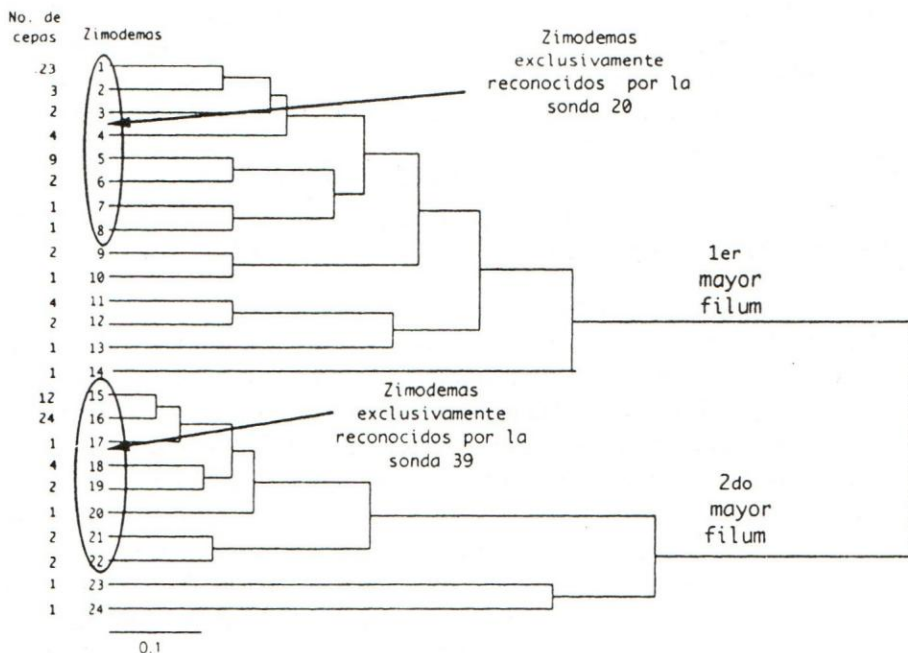 No. de
cepas Zimodemas
.23 1
3 2
2 3
4 4
9 5
2 6
1 7
1 8
2 9
1 10
4 11
2 12
1 13
1 14
12 15
24 16
1 17
4 18
2 19
1 20
2 21
2 22
1 23
1 24
0.1
Zimodemas
exclusivamente
reconocidos por la
sonda 20
1er
mayor
filum
Zimodemas
exclusivamente
reconocidos por la
sonda 39
2do
mayor
filum